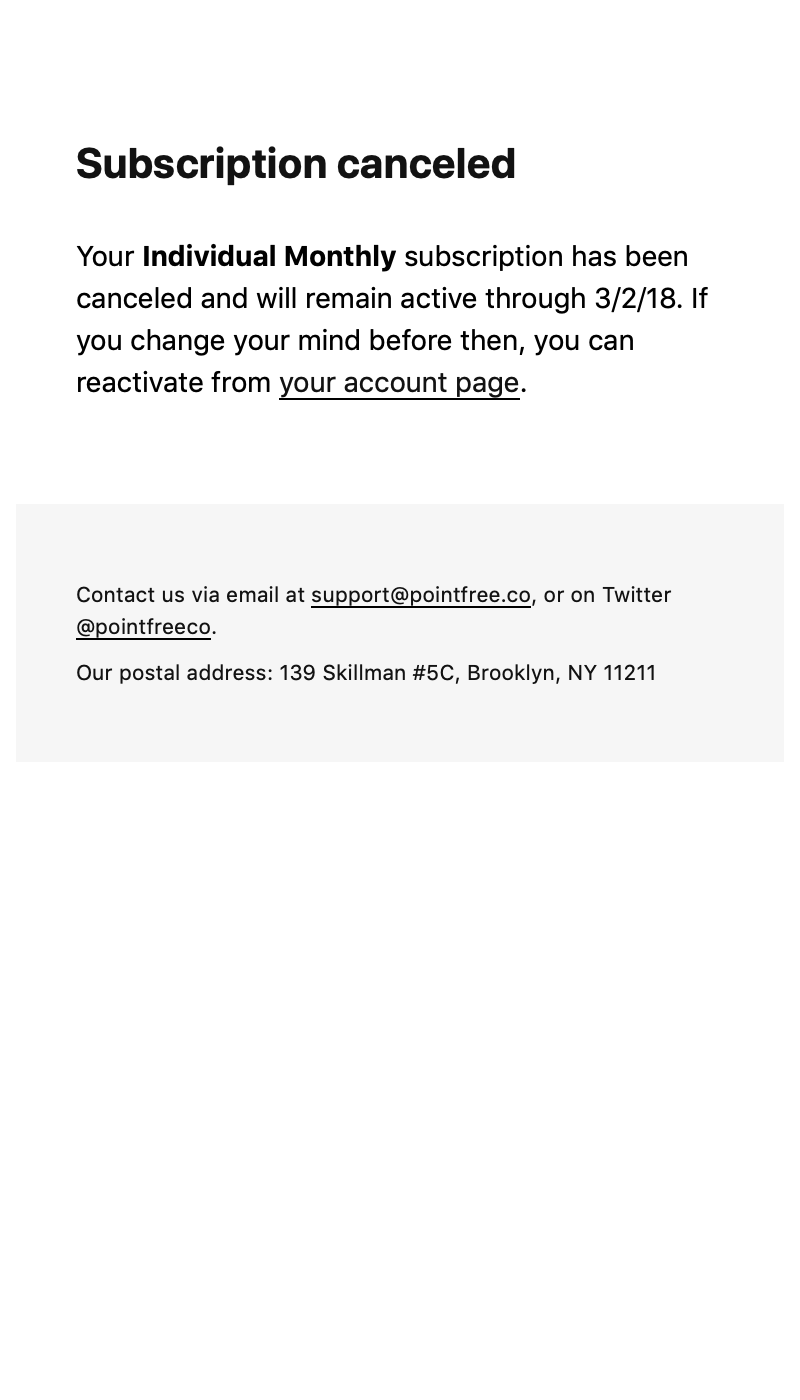 Subscription canceled
Your Individual Monthly subscription has been
canceled and will remain active through 3/2/18. If
you change your mind before then, you can
reactivate from your account page.
Contact us via email at support@pointfree.co, or on Twitter
@pointfreeco.
Our postal address: 139 Skillman #5C, Brooklyn, NY 11211